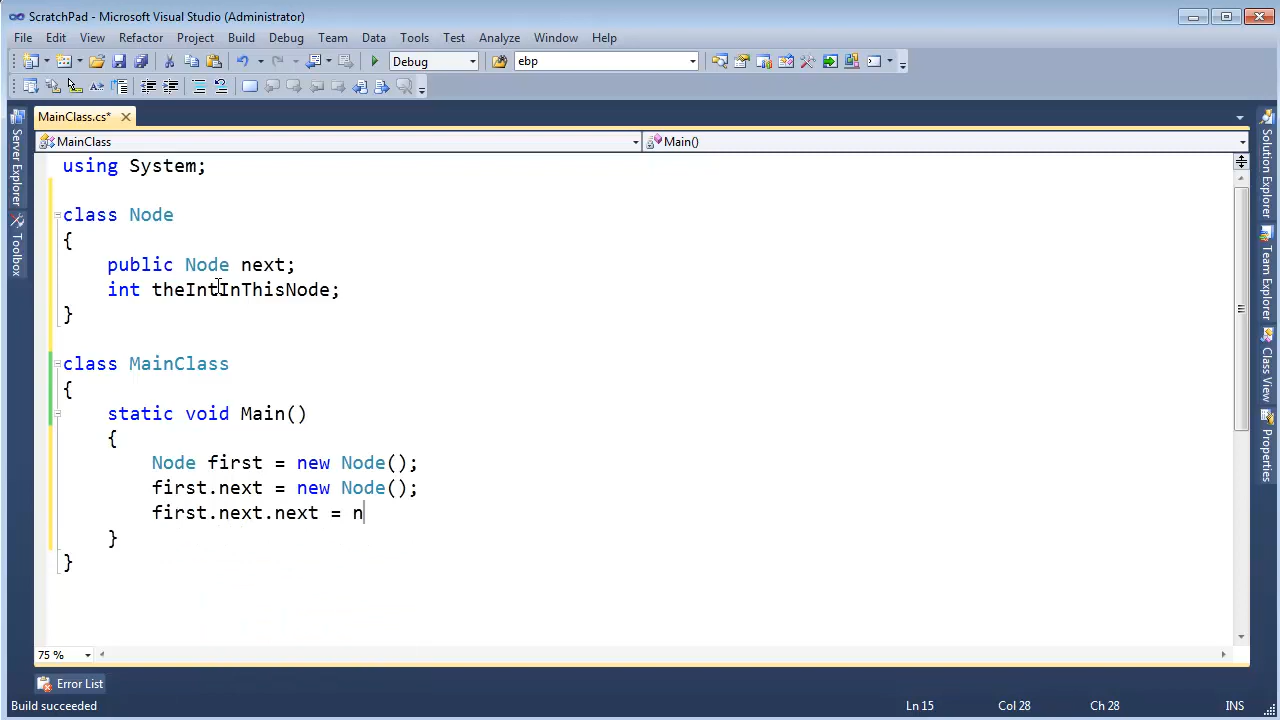 ScratchPad - Microsoft Visual Studio (Administrator)
File Edit View Refactor Project Build Debug Team Data Tools Test Analyze Window Help
Debug ebp
MainClass.cs*
MainClass Main()
using System;
class Node
{
public Node next;
int theIntInThisNode;
}
class MainClass
{
static void Main()
{
Node first = new Node();
first.next = new Node();
first.next.next = n
}
}
75 %
Error List
Build succeeded Ln 15 Col 28 Ch 28 INS
Server Explorer
Toolbox
Solution Explorer
Team Explorer
Class View
Properties